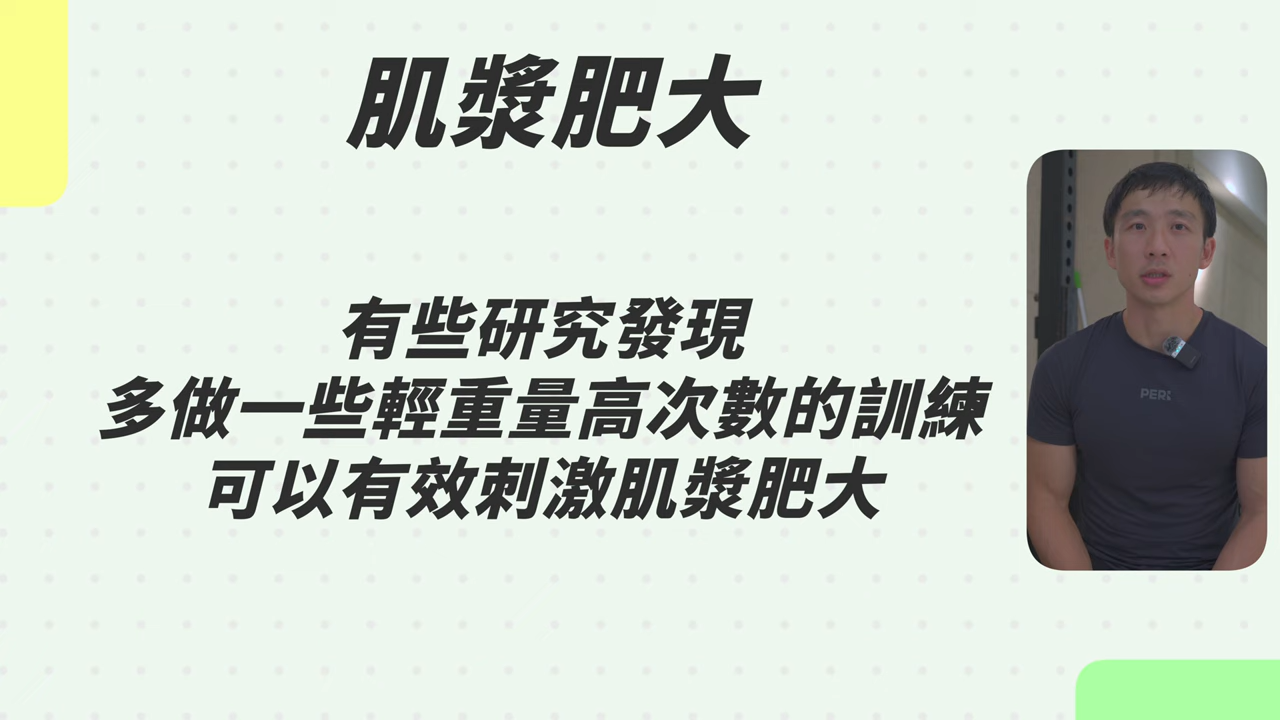 肌漿肥大
有些研究發現
多做一些輕重量高次數的訓練
可以有效刺激肌漿肥大